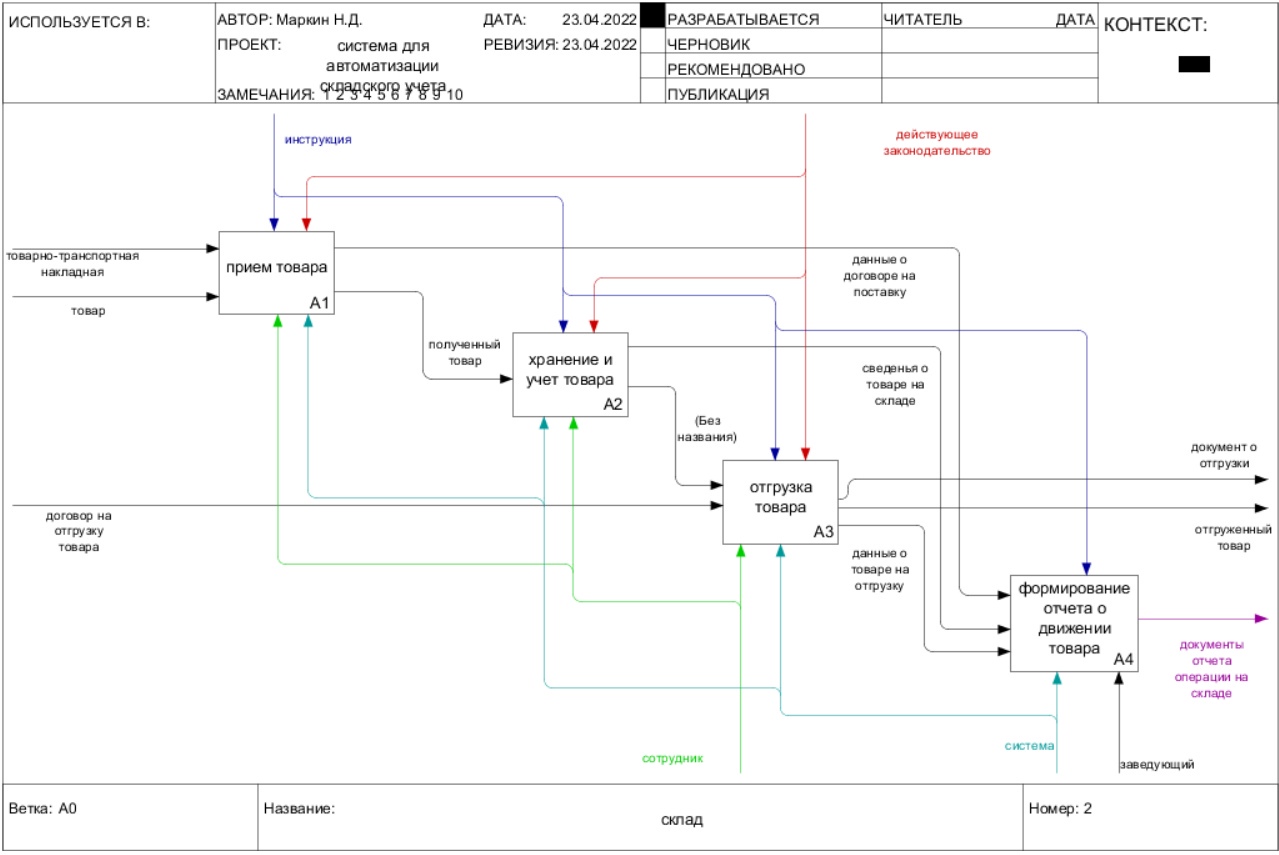 ИСПОЛЬЗУЕТСЯ В:
АВТОР: Маркин Н.Д.
ДАТА: 23.04.2022
ПРОЕКТ: система для
автоматизации
складского учета
РЕВИЗИЯ: 23.04.2022
ЗАМЕЧАНИЯ: 1 2 3 4 5 6 7 8 9 10
РАЗРАБАТЫВАЕТСЯ
ЧЕРНОВИК
РЕКОМЕНДОВАНО
ПУБЛИКАЦИЯ
ЧИТАТЕЛЬ
ДАТА
КОНТЕКСТ:
инструкция
действующее
законодательство
товарно-транспортная
накладная
товар
прием товара
A1
данные о
договоре на
поставку
полученный
товар
хранение и
учет товара
A2
сведенья о
товаре на
складе
(Без
названия)
договор на
отгрузку
товара
отгрузка
товара
A3
документ о
отгрузки
отгруженный
товар
данные о
товаре на
отгрузку
формирование
отчета о
движении
товара
A4
документы
отчета
операции на
складе
сотрудник
система
заведующий
Ветка: A0
Название:
склад
Номер: 2